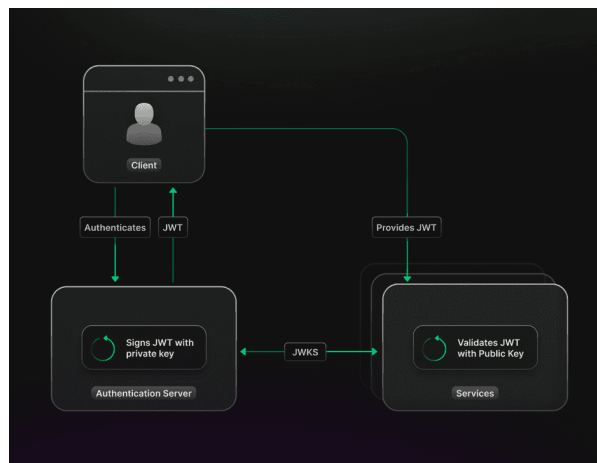 Client
Authenticates
JWT
Provides JWT
Signs JWT with
private key
JWKS
Validates JWT
with Public Key
Authentication Server
Services